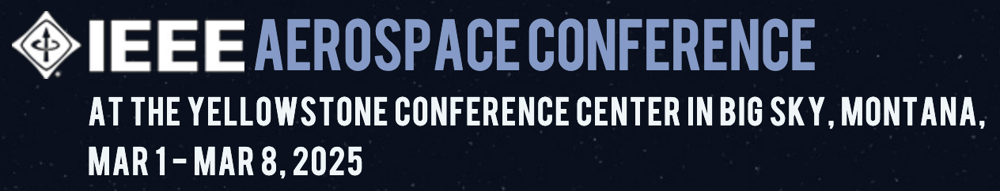 IEEE AEROSPACE CONFERENCE
AT THE YELLOWSTONE CONFERENCE CENTER IN BIG SKY, MONTANA,
MAR 1 - MAR 8, 2025